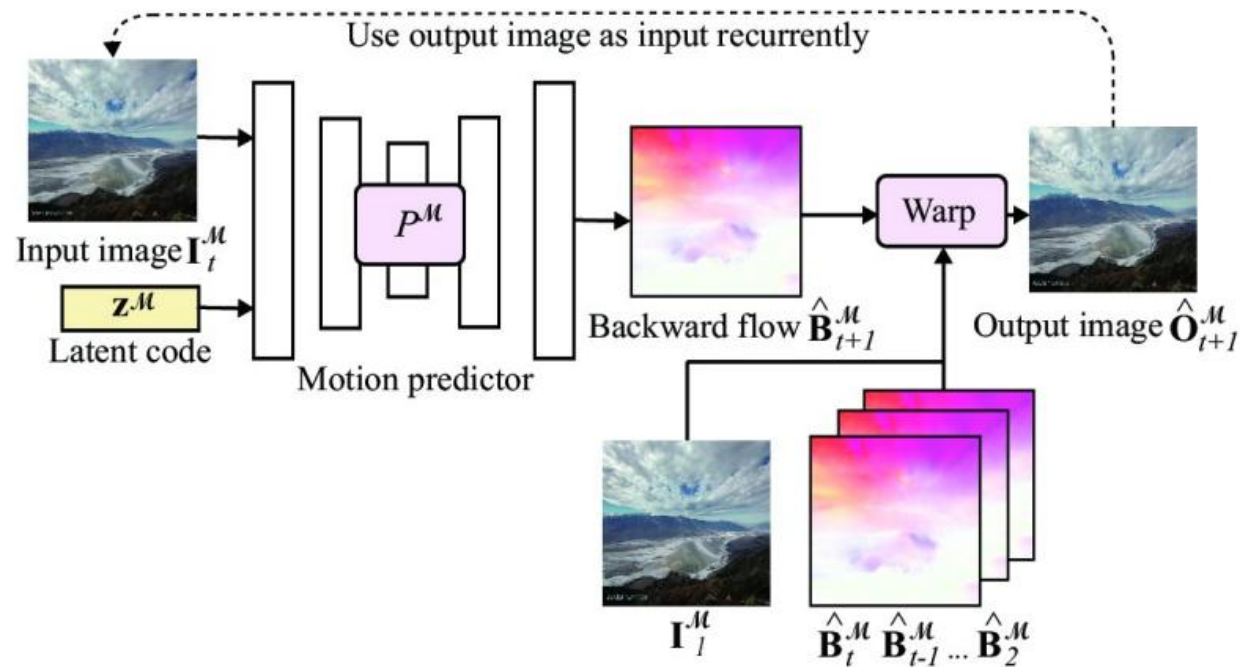 Use output image as input recurrently
Input image I_t^ℳ
z^ℳ
Latent code
P^ℳ
Motion predictor
Backward flow B̂_{t+1}^ℳ
Warp
Output image Ô_{t+1}^ℳ
I_1^ℳ
B̂_t^ℳ B̂_{t-1}^ℳ ... B̂_2^ℳ